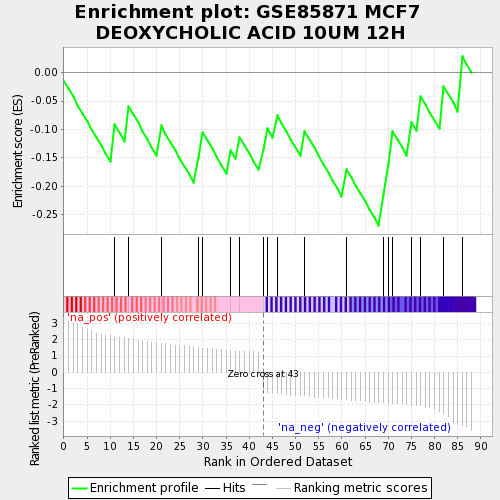 Enrichment plot: GSE85871 MCF7
DEOXYCHOLIC ACID 10UM 12H
Enrichment score (ES)
0.00
-0.05
-0.10
-0.15
-0.20
-0.25
'na_pos' (positively correlated)
Ranked list metric (PreRanked)
3
2
1
0
-1
-2
-3
Zero cross at 43
'na_neg' (negatively correlated)
0 5 10 15 20 25 30 35 40 45 50 55 60 65 70 75 80 85 90
Rank in Ordered Dataset
Enrichment profile Hits Ranking metric scores